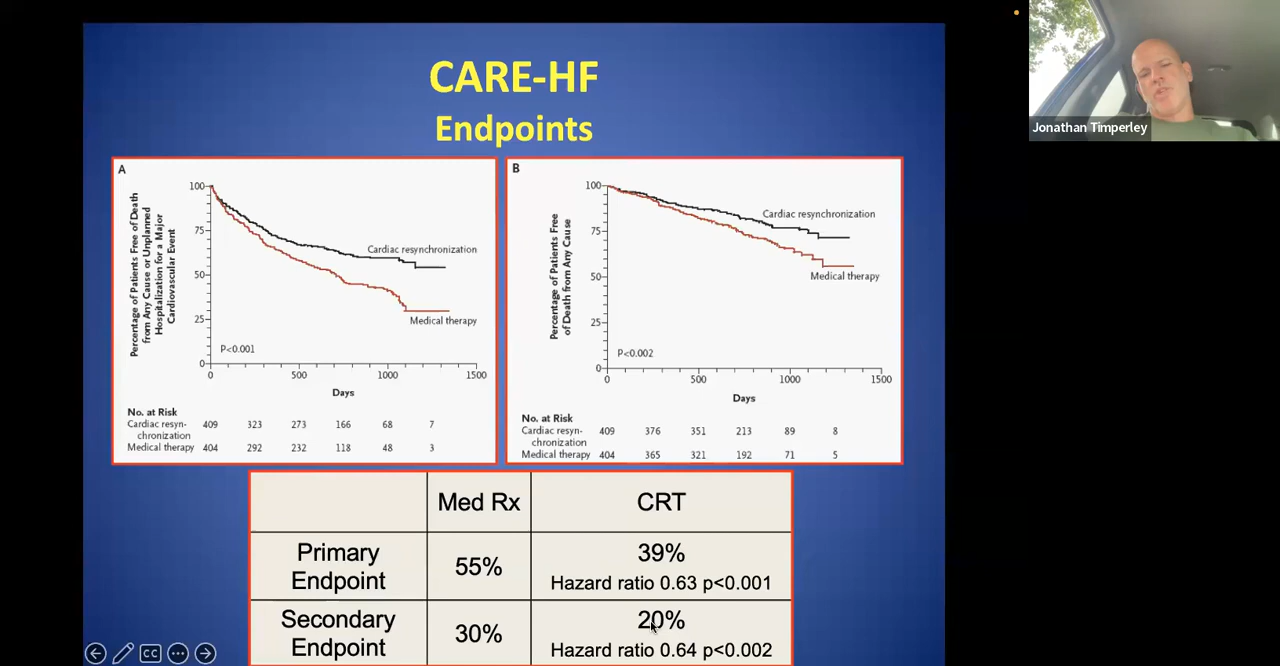 CARE-HF
Endpoints
Jonathan Timperley
A
Percentage of Patients Free of Death
from Any Cause or Unplanned
Hospitalization for a Major
Cardiovascular Event
100
75
50
25
0
Cardiac resynchronization
Medical therapy
P<0.001
0 500 1000 1500
Days
No. at Risk
Cardiac resyn-
chronization 409 323 273 166 68 7
Medical therapy 404 292 232 118 48 3
B
Percentage of Patients Free
of Death from Any Cause
100
75
50
25
0
Cardiac resynchronization
Medical therapy
P<0.002
0 500 1000 1500
Days
No. at Risk
Cardiac resyn-
chronization 409 376 351 213 89 8
Medical therapy 404 365 321 192 71 5
Med Rx CRT
Primary
Endpoint
55%
39%
Hazard ratio 0.63 p<0.001
Secondary
Endpoint
30%
20%
Hazard ratio 0.64 p<0.002
CC